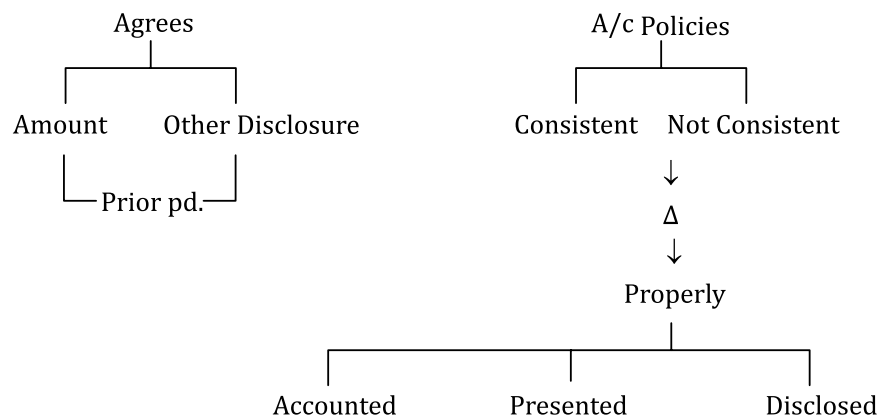 Agrees
A/c Policies
Amount
Other Disclosure
Consistent
Not Consistent
Prior pd.
Δ
Properly
Accounted
Presented
Disclosed